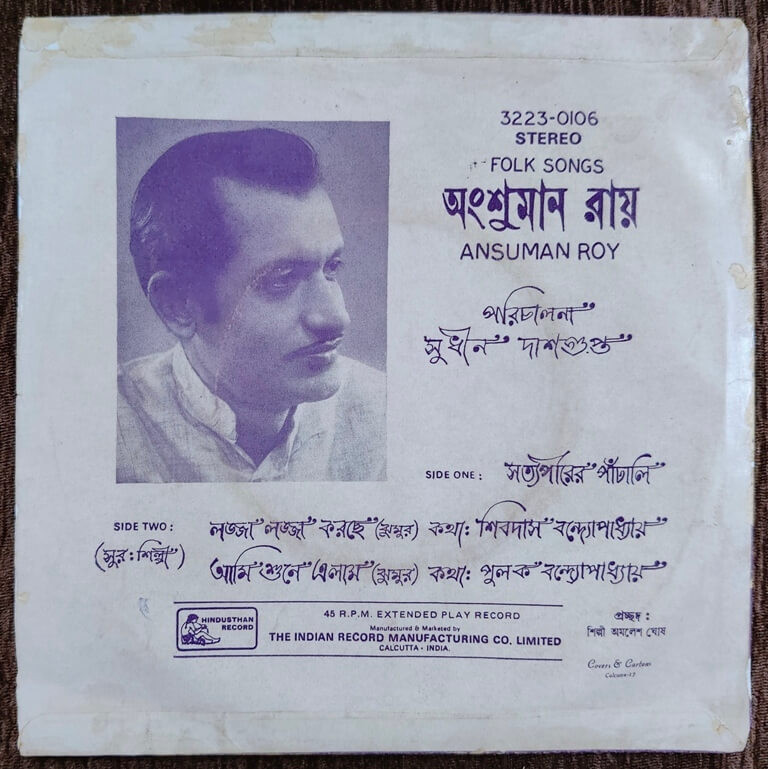 3223-0106
STEREO
FOLK SONGS
অংশুমান রায়
ANSUMAN ROY
পরিচালনা
সুধীন দাশগুপ্ত
SIDE ONE: সত্যপীরের পাঁচালি
SIDE TWO: লজ্জা লজ্জা করছে (ঝুমুর) কথা: শিবদাস বন্দ্যোপাধ্যায়
(সুর: শিল্পী) আমি শুনে এলাম (ঝুমুর) কথা: পুলক বন্দ্যোপাধ্যায়
HINDUSTHAN
RECORD
45 R.P.M. EXTENDED PLAY RECORD
Manufactured & Marketed by
THE INDIAN RECORD MANUFACTURING CO. LIMITED
CALCUTTA - INDIA.
প্রচ্ছদ :
শিল্পী অমলেশ ঘোষ
Covers & Cartons
Calcutta-17